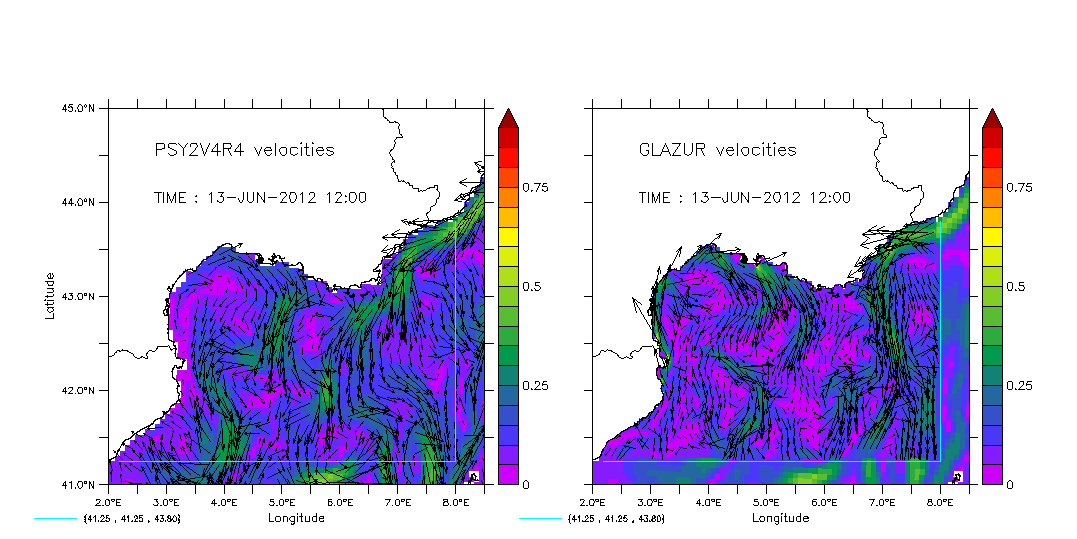 PSY2V4R4 velocities
TIME : 13-JUN-2012 12:00
45.0°N
44.0°N
43.0°N
42.0°N
41.0°N
Latitude
2.0°E 3.0°E 4.0°E 5.0°E 6.0°E 7.0°E 8.0°E
Longitude
{41.25 , 41.25 , 43.80}
0.75
0.5
0.25
0
GLAZUR velocities
TIME : 13-JUN-2012 12:00
2.0°E 3.0°E 4.0°E 5.0°E 6.0°E 7.0°E 8.0°E
Longitude
{41.25 , 41.25 , 43.80}
0.75
0.5
0.25
0